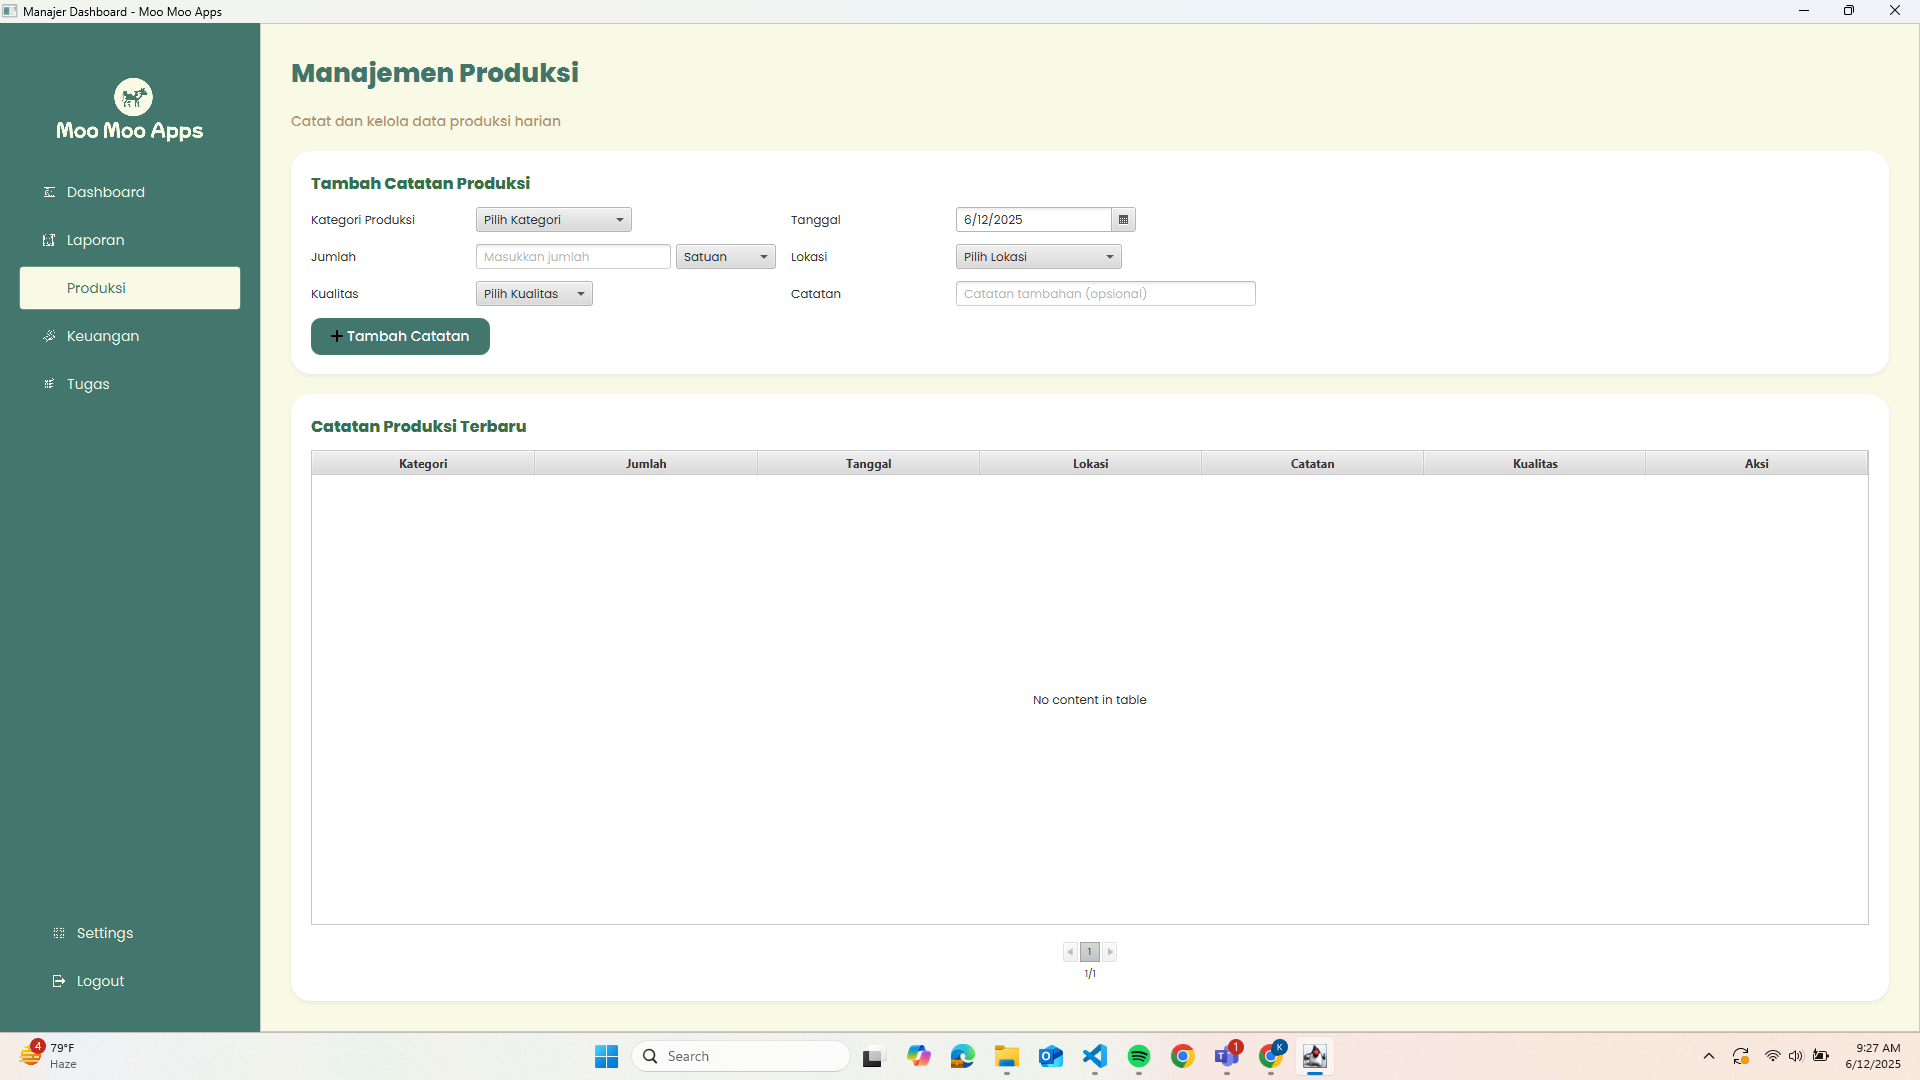 Manajer Dashboard - Moo Moo Apps
Moo Moo Apps
Dashboard
Laporan
Produksi
Keuangan
Tugas
Settings
Logout
Manajemen Produksi
Catat dan kelola data produksi harian
Tambah Catatan Produksi
Kategori Produksi Pilih Kategori Tanggal 6/12/2025
Jumlah Masukkan jumlah Satuan Lokasi Pilih Lokasi
Kualitas Pilih Kualitas Catatan Catatan tambahan (opsional)
+ Tambah Catatan
Catatan Produksi Terbaru
Kategori Jumlah Tanggal Lokasi Catatan Kualitas Aksi
No content in table
1
1/1
4 79°F
Haze
Search
1
K
9:27 AM
6/12/2025